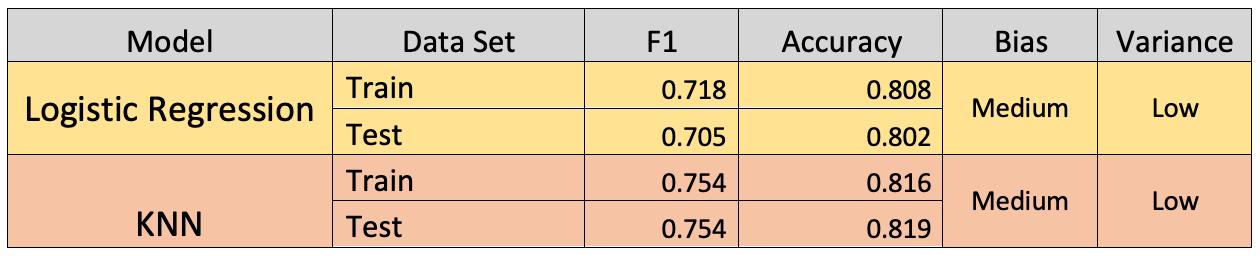 Model Data Set F1 Accuracy Bias Variance
Logistic Regression Train 0.718 0.808 Medium Low
Test 0.705 0.802
KNN Train 0.754 0.816 Medium Low
Test 0.754 0.819